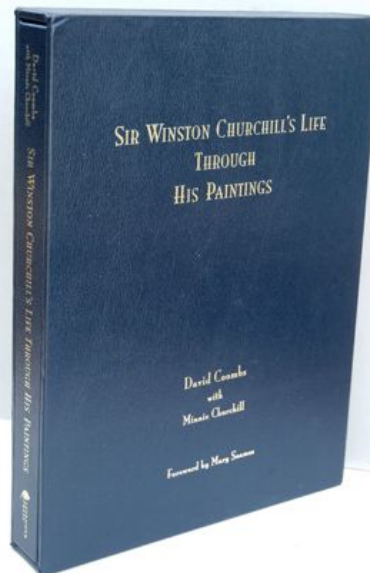 David Coombs
with Minnie Churchill
SIR WINSTON CHURCHILL'S LIFE THROUGH HIS PAINTINGS
SIR WINSTON CHURCHILL'S LIFE
THROUGH
HIS PAINTINGS
David Coombs
with
Minnie Churchill
Foreword by Mary Soames